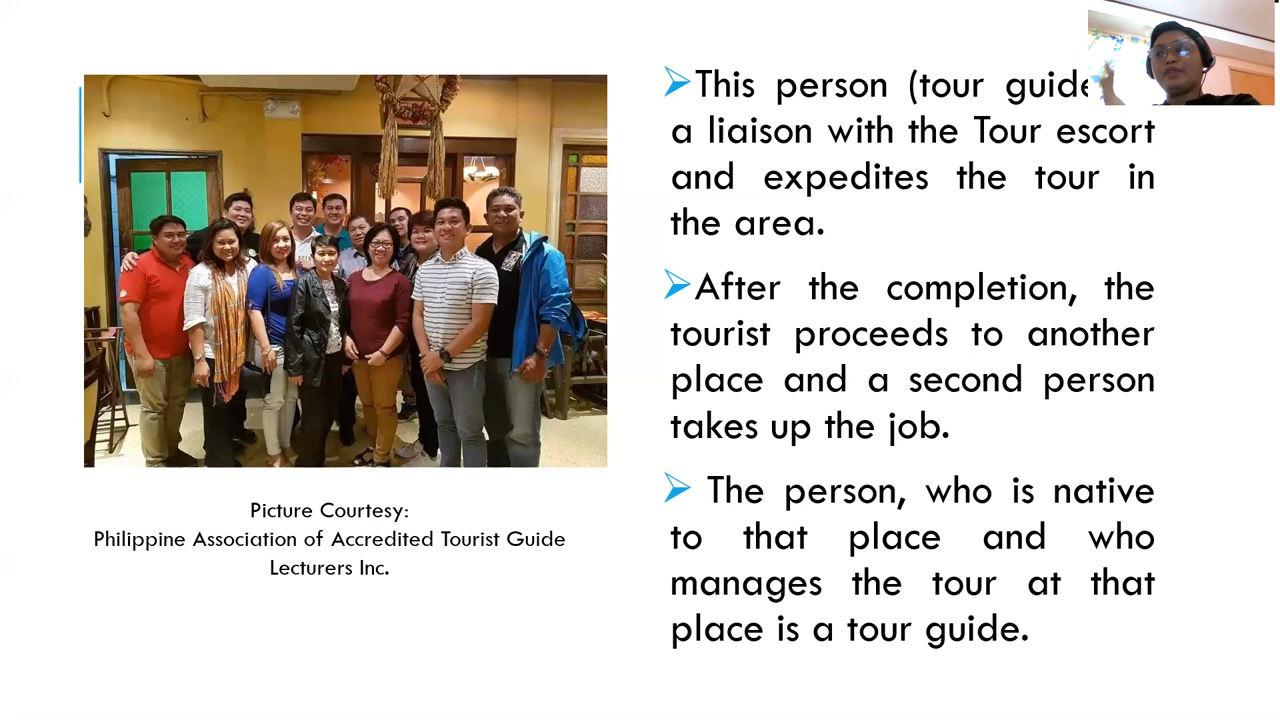 This person (tour guide
a liaison with the Tour escort
and expedites the tour in
the area.
After the completion, the
tourist proceeds to another
place and a second person
takes up the job.
The person, who is native
to that place and who
manages the tour at that
place is a tour guide.
Picture Courtesy:
Philippine Association of Accredited Tourist Guide
Lecturers Inc.